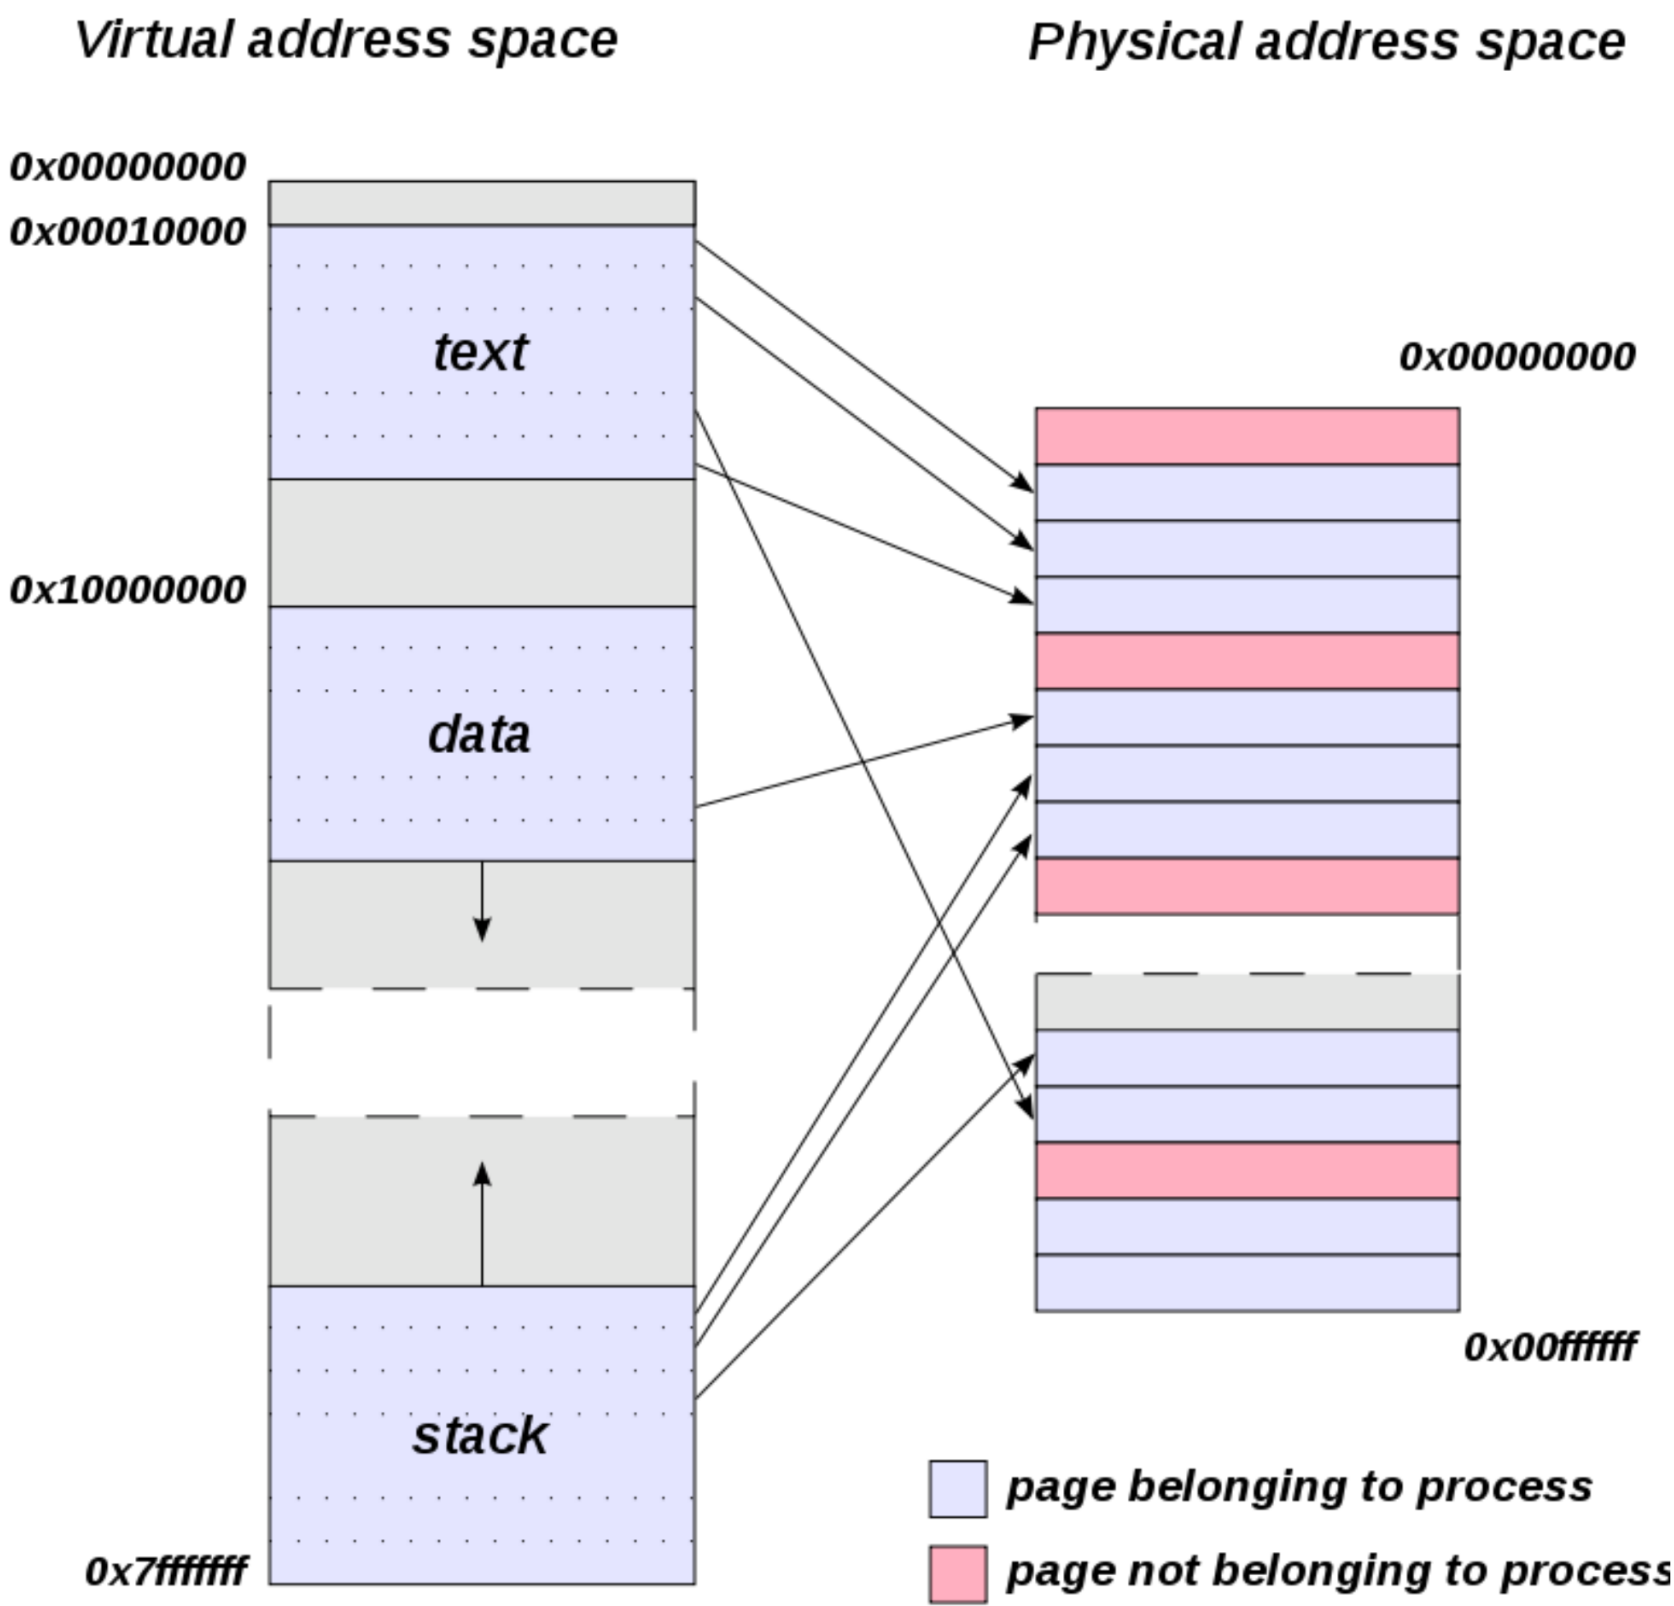 Virtual address space
Physical address space
0x00000000
0x00010000
text
0x00000000
0x10000000
data
0x00ffffff
stack
page belonging to process
0x7fffffff
page not belonging to process